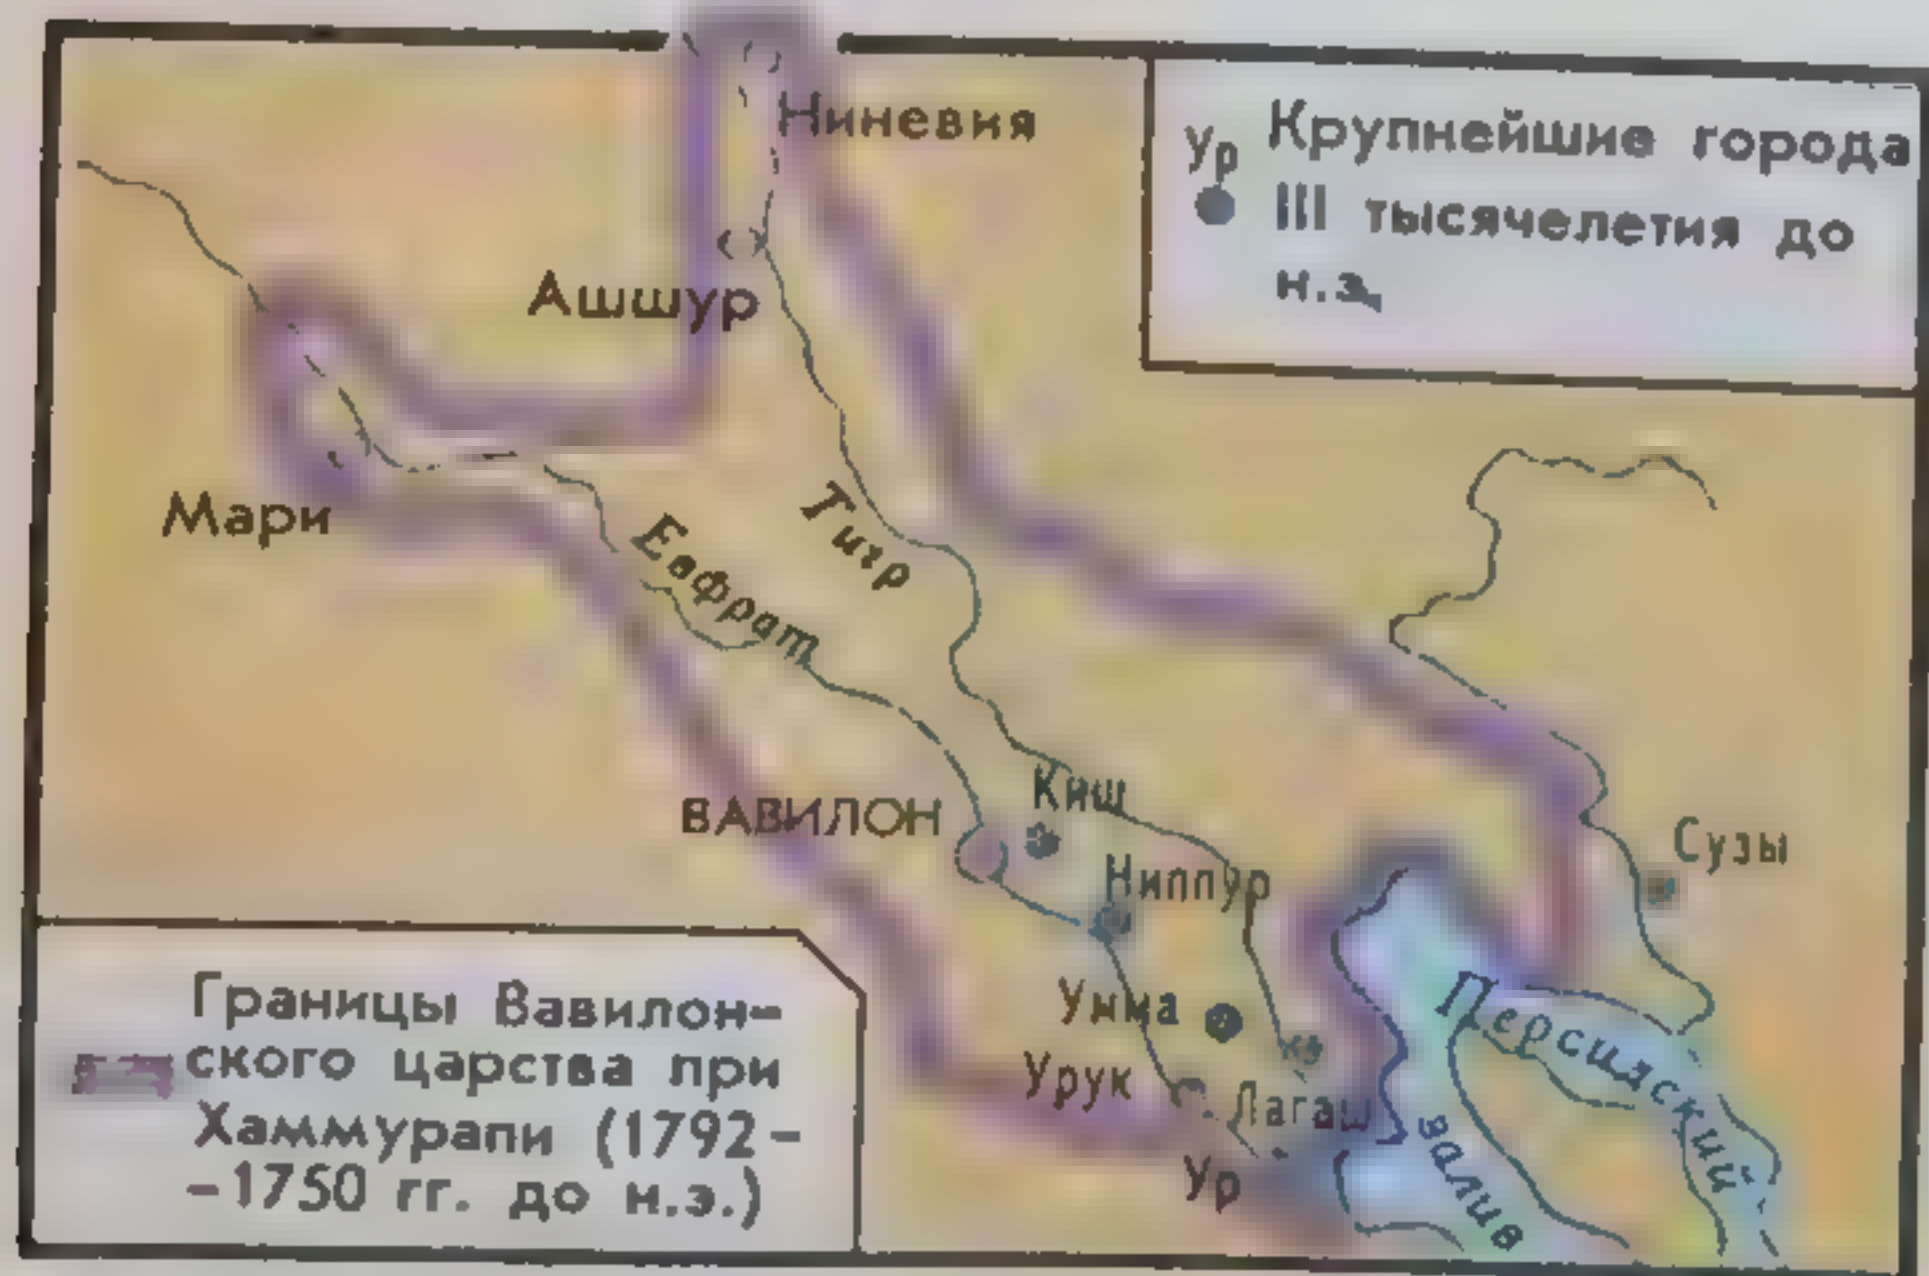 Ниневия
Ур Крупнейшие города
III тысячелетия до
н.э.
Ашшур
Мари
Тигр
Евфрат
Киш
ВАВИЛОН
Сузы
Ниппур
Умма
Персидский
залив
Урук
Лагаш
Ур
Границы Вавилон-
ского царства при
Хаммурапи (1792-
-1750 гг. до н.э.)